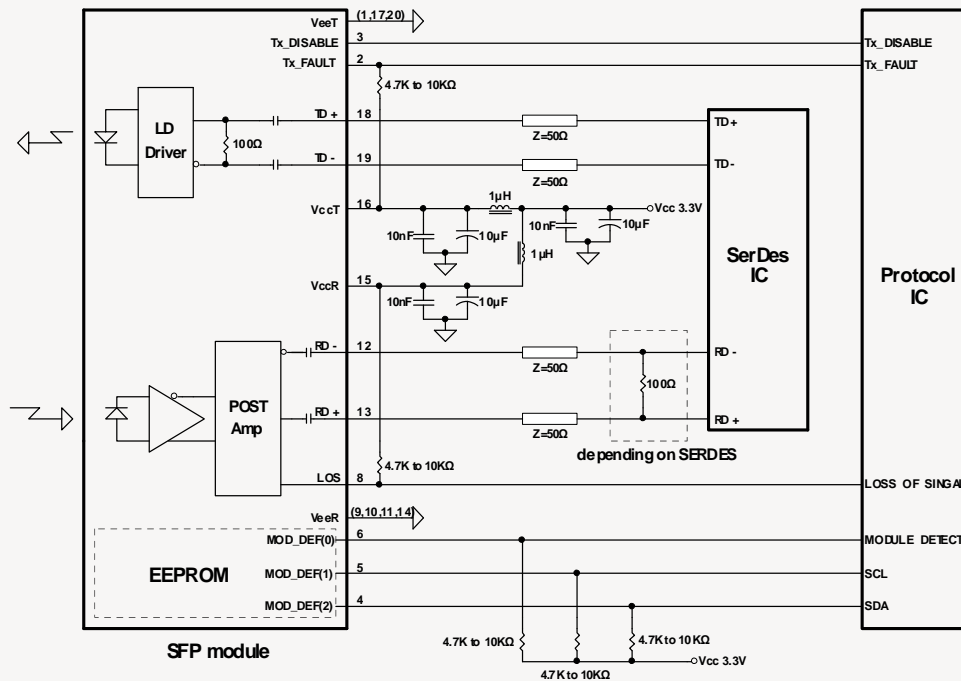 VeeT (1,17,20)
Tx_DISABLE 3 Tx_DISABLE
Tx_FAULT 2 Tx_FAULT
4.7K to 10KΩ
LD Driver
100Ω
TD+ 18 Z=50Ω TD+
TD- 19 Z=50Ω TD-
VccT 16 1µH Vcc 3.3V
10nF 10µF 10nF 10µF
1µH
SerDes IC
Protocol IC
VccR 15
10nF 10µF
RD - 12 Z=50Ω RD -
100Ω
POST Amp
RD + 13 Z=50Ω RD +
depending on SERDES
4.7K to 10KΩ
LOS 8 LOSS OF SINGAL
VeeR (9,10,11,14)
MOD_DEF(0) 6 MODULE DETECT
EEPROM
MOD_DEF(1) 5 SCL
MOD_DEF(2) 4 SDA
4.7K to 10KΩ 4.7K to 10KΩ 4.7K to 10KΩ
Vcc 3.3V
SFP module